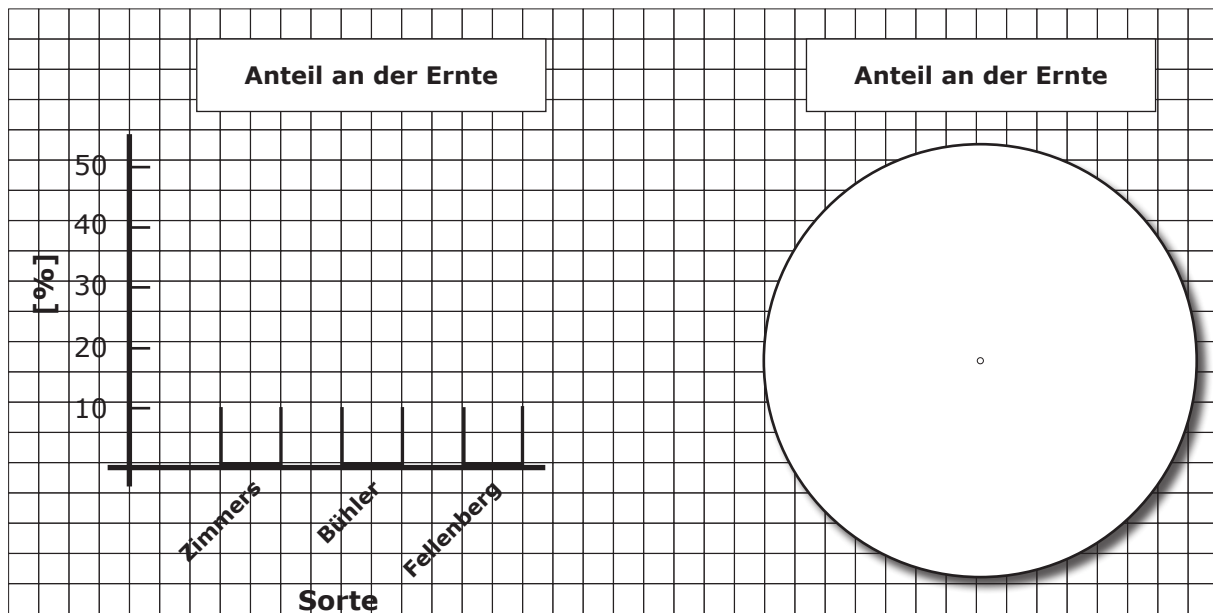 Anteil an der Ernte
[%]
50
40
30
20
10
Zimmers
Bühler
Fellenberg
Sorte
Anteil an der Ernte